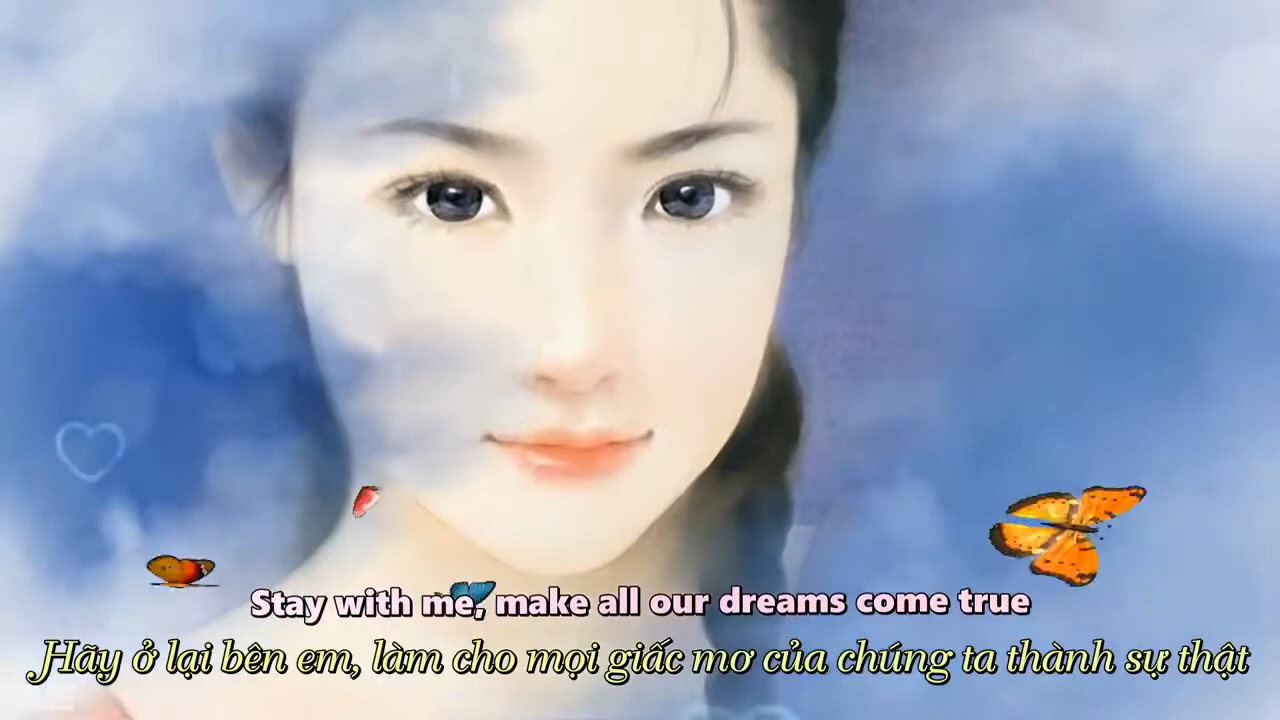 Stay with me, make all our dreams come true
Hãy ở lại bên em, làm cho mọi giấc mơ của chúng ta thành sự thật